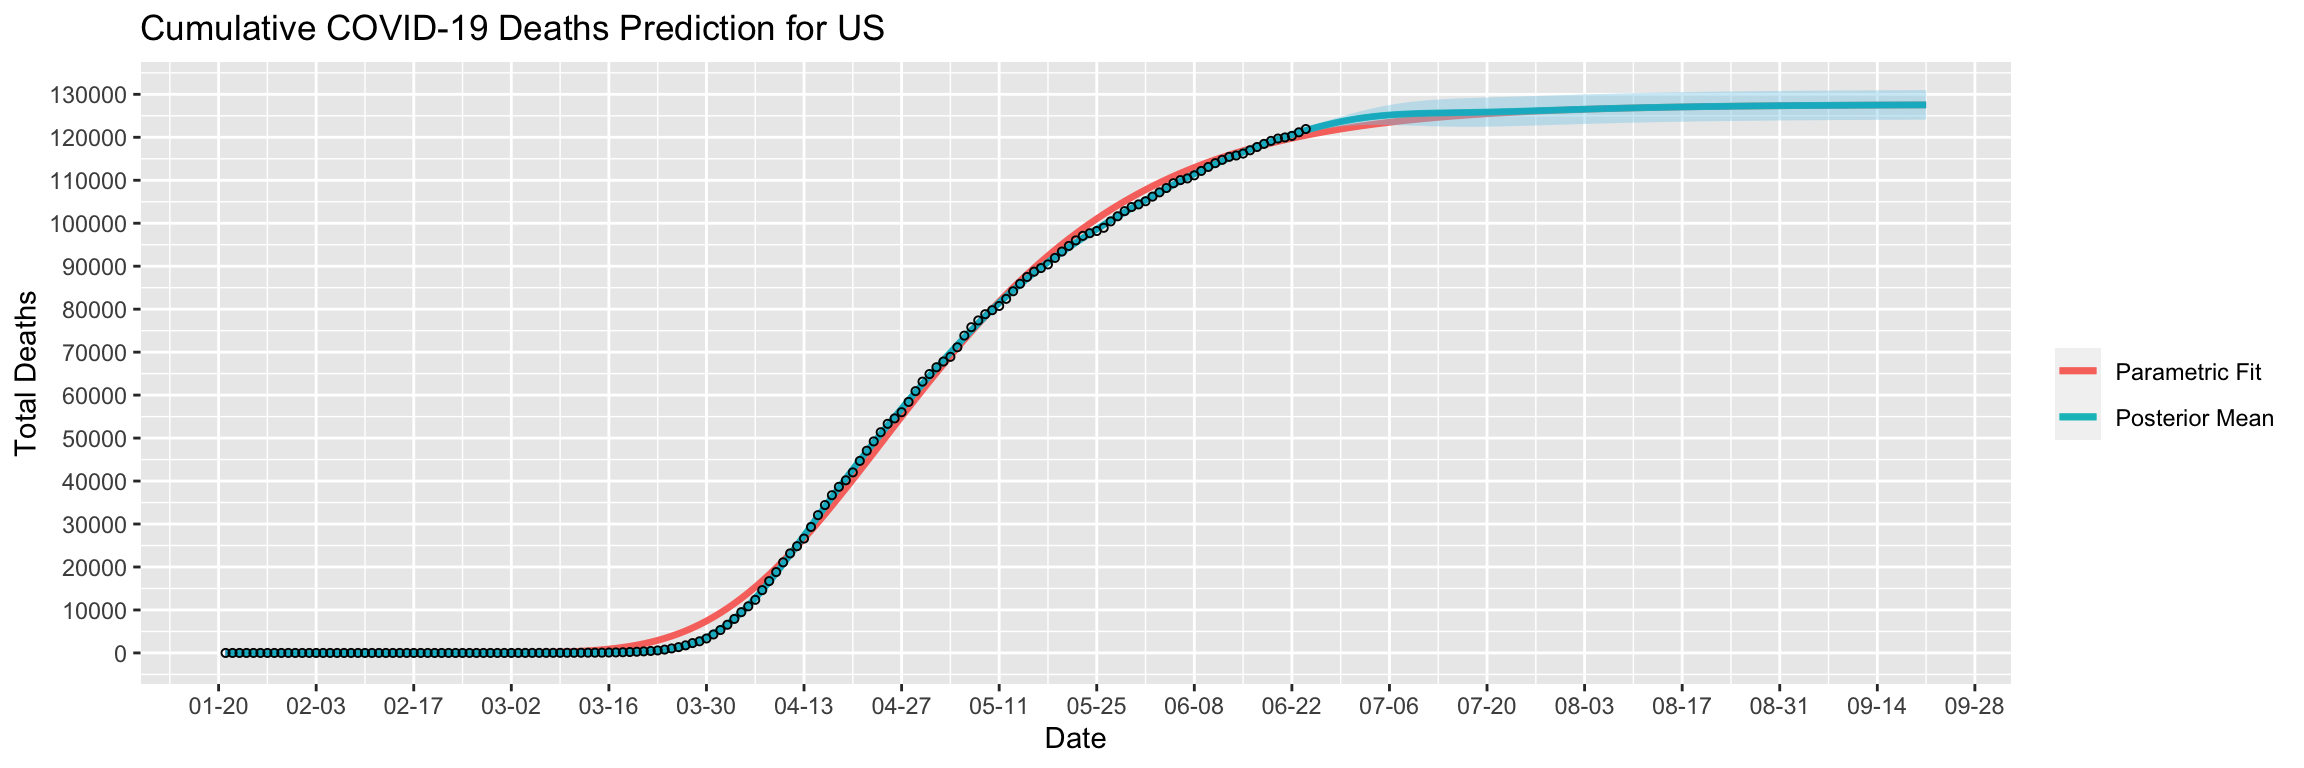 Cumulative COVID-19 Deaths Prediction for US
Total Deaths
130000
120000
110000
100000
90000
80000
70000
60000
50000
40000
30000
20000
10000
0
01-20 02-03 02-17 03-02 03-16 03-30 04-13 04-27 05-11 05-25 06-08 06-22 07-06 07-20 08-03 08-17 08-31 09-14 09-28
Date
Parametric Fit
Posterior Mean